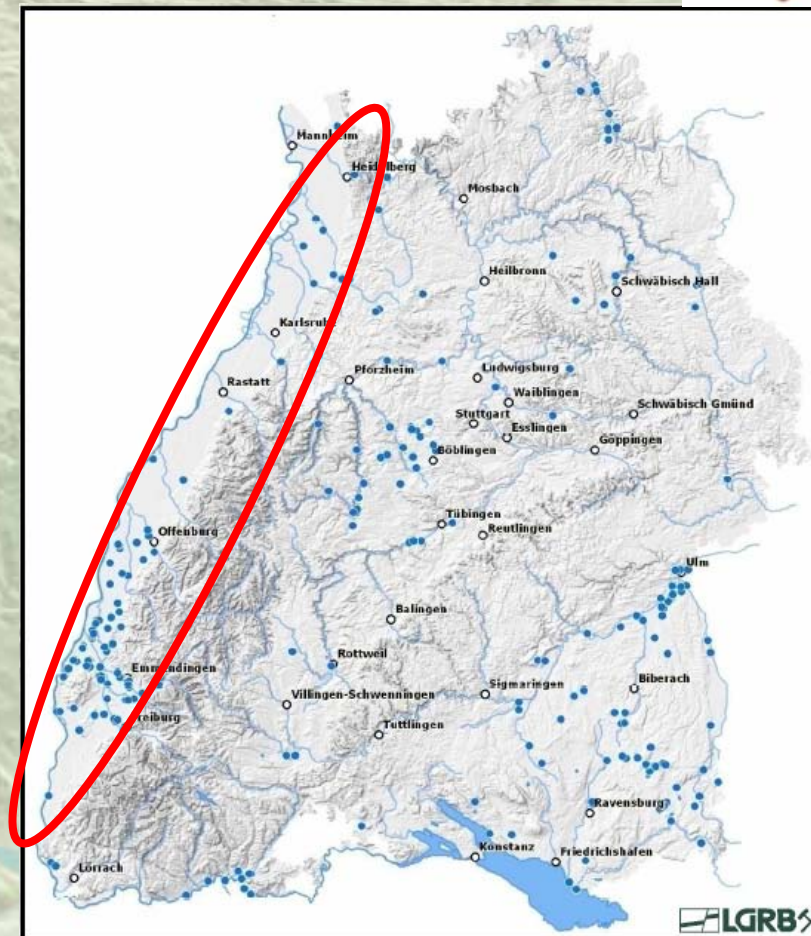 Mannheim
Heidelberg
Mosbach
Heilbronn
Schwäbisch Hall
Karlsruhe
Pforzheim
Ludwigsburg
Rastatt
Waiblingen
Stuttgart
Schwäbisch Gmünd
Esslingen
Göppingen
Böblingen
Tübingen
Offenburg
Reutlingen
Ulm
Balingen
Rottweil
Emmendingen
Biberach
Sigmaringen
Villingen-Schwenningen
Freiburg
Tuttlingen
Ravensburg
Konstanz
Friedrichshafen
Lörrach
LGRB